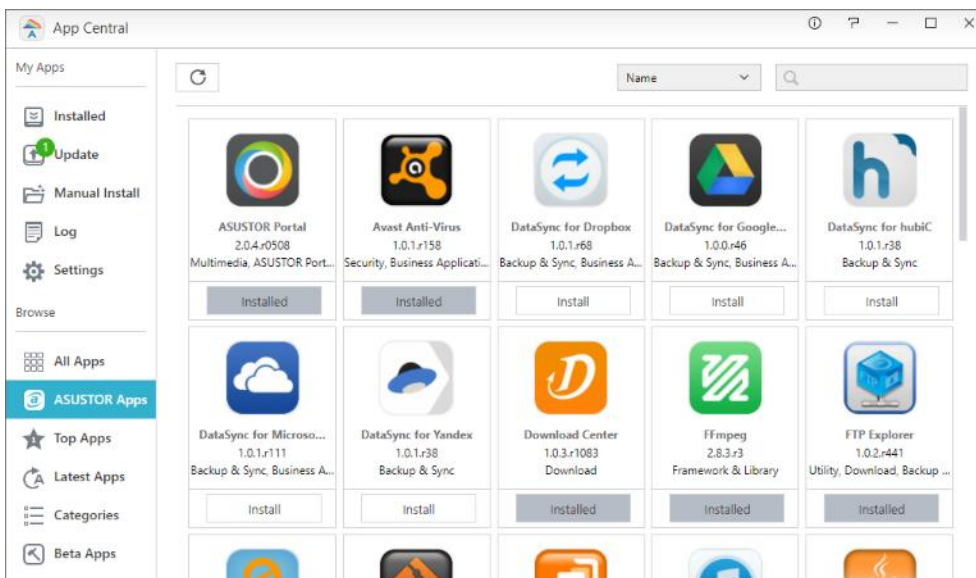 App Central
My Apps
Installed
1
Update
Manual Install
Log
Settings
Browse
All Apps
ASUSTOR Apps
Top Apps
Latest Apps
Categories
Beta Apps
Name
ASUSTOR Portal
2.0.4.r0508
Multimedia, ASUSTOR Port...
Installed
Avast Anti-Virus
1.0.1.r158
Security, Business Applicati...
Installed
DataSync for Dropbox
1.0.1.r68
Backup & Sync, Business A...
Install
DataSync for Google...
1.0.0.r46
Backup & Sync, Business A...
Install
DataSync for hubiC
1.0.1.r38
Backup & Sync
Install
DataSync for Microso...
1.0.1.r111
Backup & Sync, Business A...
Install
DataSync for Yandex
1.0.1.r38
Backup & Sync
Install
Download Center
1.0.3.r1083
Download
Installed
FFmpeg
2.8.3.r3
Framework & Library
Installed
FTP Explorer
1.0.2.r441
Utility, Download, Backup ...
Installed